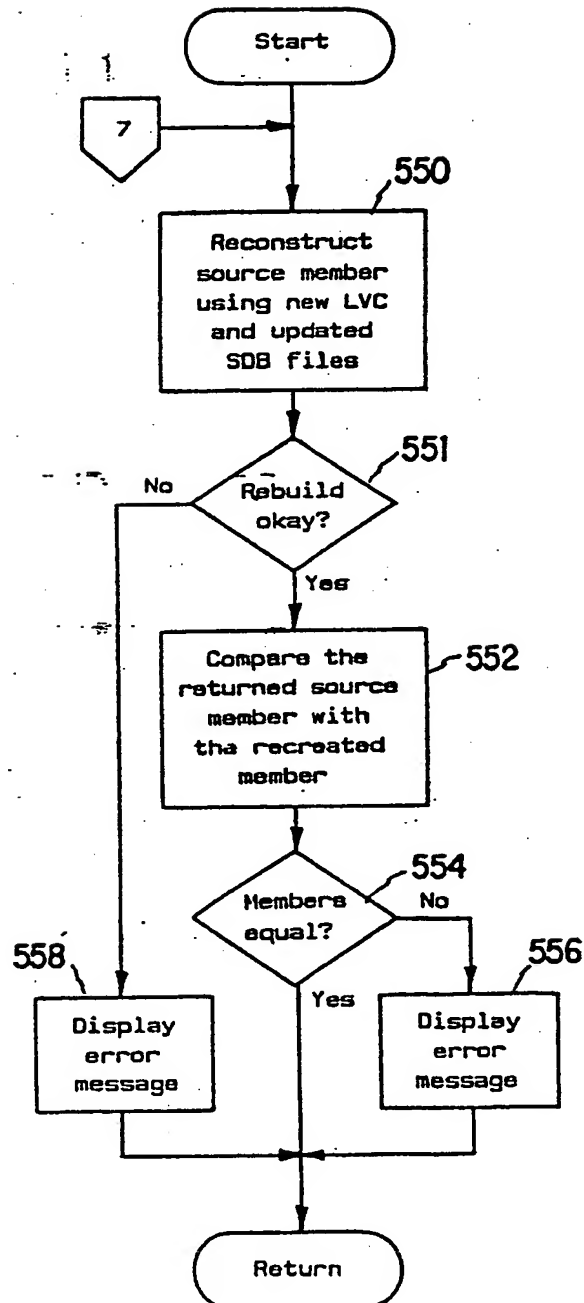 Start
7
550
Reconstruct
source member
using new LVC
and updated
SDB files
551
No
Rebuild
okay?
Yes
552
Compare the
returned source
member with
the recreated
member
554
Members
equal?
No
Yes
558
Display
error
message
556
Display
error
message
Return